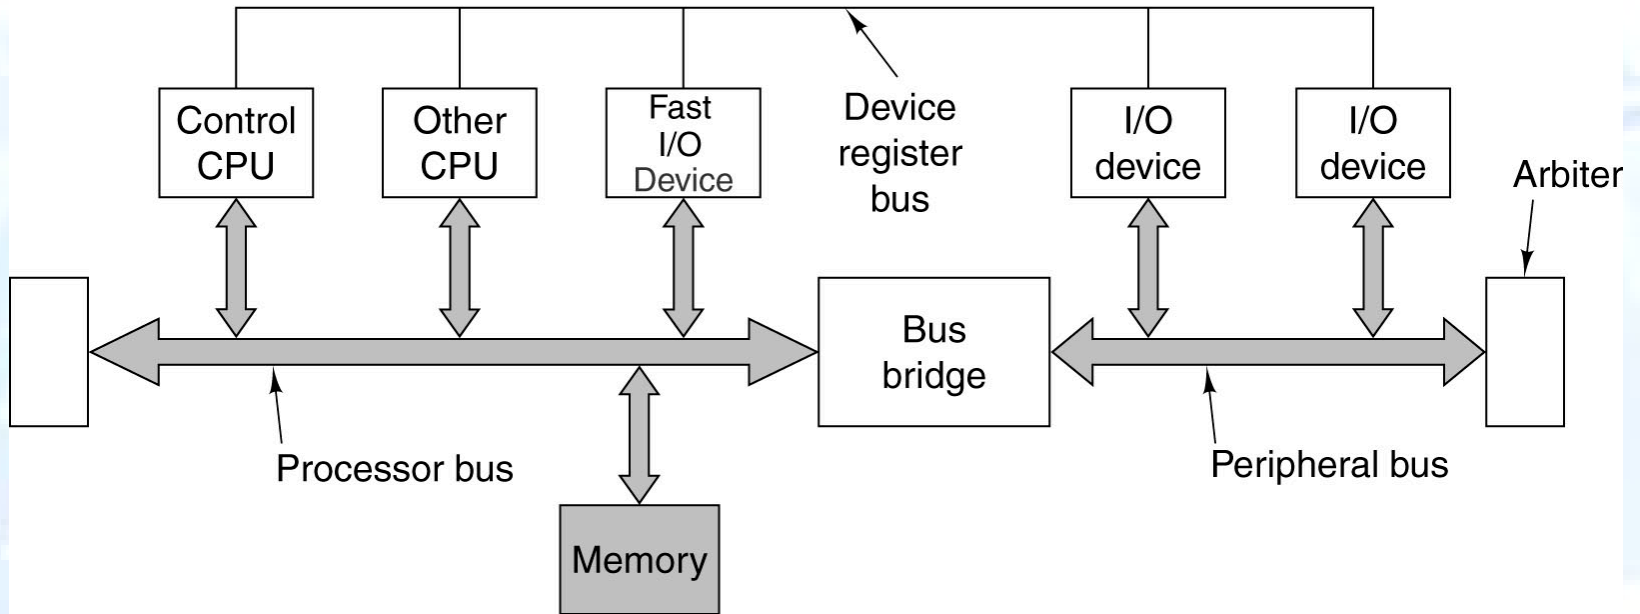 Control
CPU
Other
CPU
Fast
I/O
Device
Device
register
bus
I/O
device
I/O
device
Arbiter
Bus
bridge
Processor bus
Peripheral bus
Memory